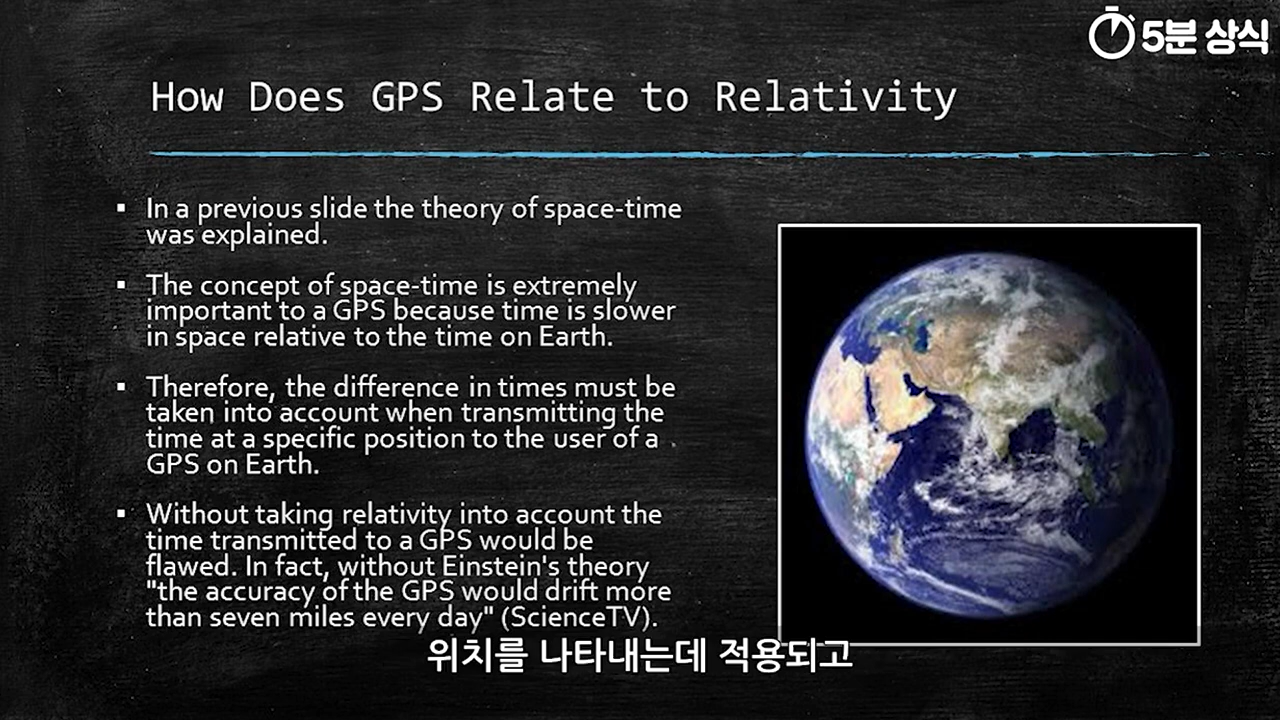 5분 상식
How Does GPS Relate to Relativity
▪ In a previous slide the theory of space-time
was explained.
▪ The concept of space-time is extremely
important to a GPS because time is slower
in space relative to the time on Earth.
▪ Therefore, the difference in times must be
taken into account when transmitting the
time at a specific position to the user of a
GPS on Earth.
▪ Without taking relativity into account the
time transmitted to a GPS would be
flawed. In fact, without Einstein's theory
"the accuracy of the GPS would drift more
than seven miles every day" (ScienceTV).
위치를 나타내는데 적용되고